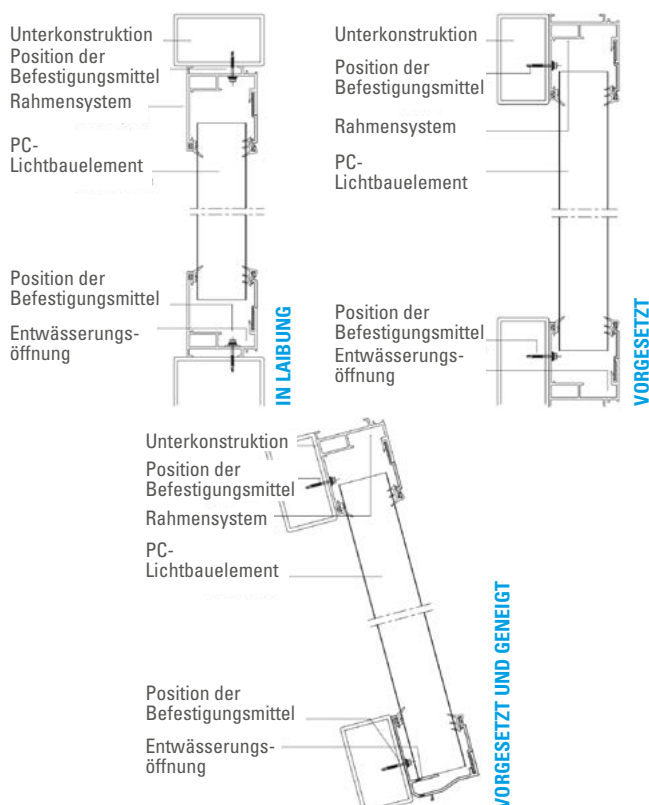 Unterkonstruktion
Position der
Befestigungsmittel
Rahmensystem
PC-
Lichtbauelement
Position der
Befestigungsmittel
Entwässerungs-
öffnung
IN LAIBUNG
Unterkonstruktion
Position der
Befestigungsmittel
Rahmensystem
PC-
Lichtbauelement
Position der
Befestigungsmittel
Entwässerungs-
öffnung
VORGESETZT
Unterkonstruktion
Position der
Befestigungsmittel
Rahmensystem
PC-
Lichtbauelement
Position der
Befestigungsmittel
Entwässerungs-
öffnung
VORGESETZT UND GENEIGT